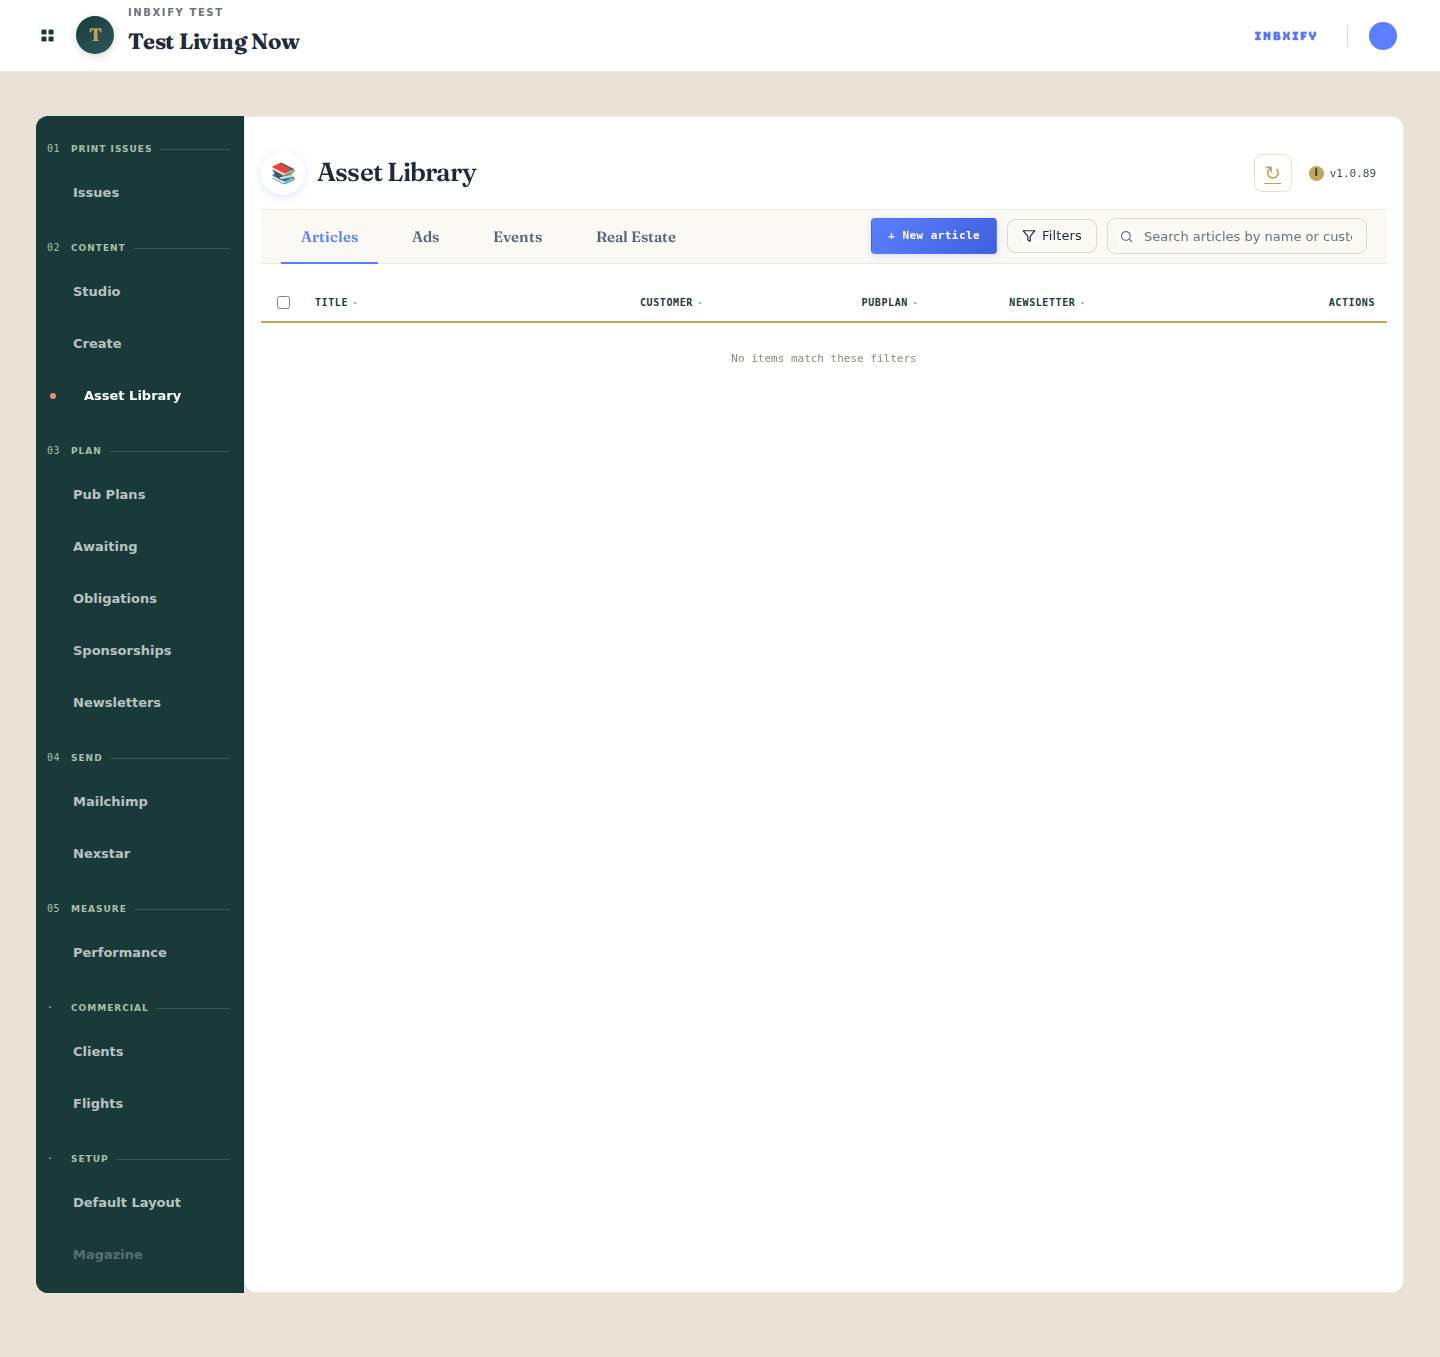 INBXIFY TEST
T
Test Living Now
INBXIFY
01 PRINT ISSUES
Issues
02 CONTENT
Studio
Create
Asset Library
03 PLAN
Pub Plans
Awaiting
Obligations
Sponsorships
Newsletters
04 SEND
Mailchimp
Nexstar
05 MEASURE
Performance
· COMMERCIAL
Clients
Flights
· SETUP
Default Layout
Magazine
Asset Library
↻
i v1.0.89
Articles Ads Events Real Estate
+ New article
Filters
Search articles by name or custo
TITLE - CUSTOMER - PUBPLAN - NEWSLETTER - ACTIONS
No items match these filters